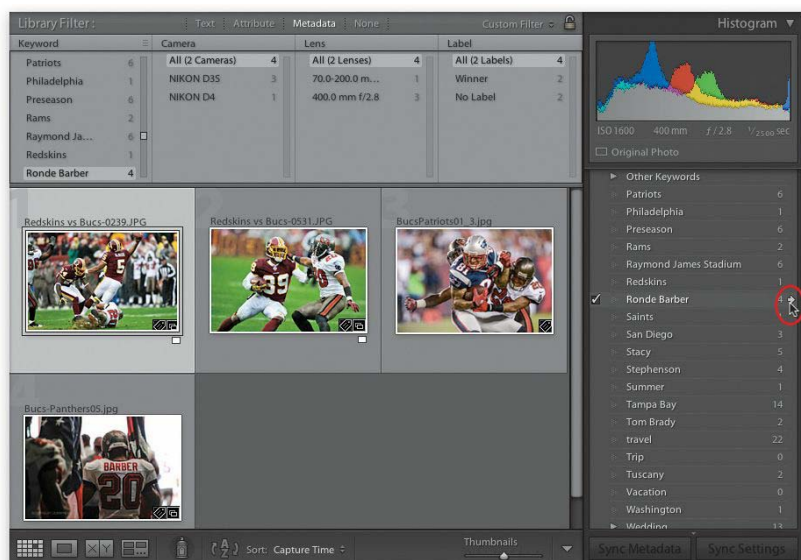 Library Filter : Text Attribute Metadata None Custom Filter
Keyword Camera Lens Label
Patriots 6 All (2 Cameras) 4 All (2 Lenses) 4 All (2 Labels) 4
Philadelphia 1 NIKON D3S 3 70.0-200.0 m... 1 Winner 2
Preseason 6 NIKON D4 1 400.0 mm f/2.8 3 No Label 2
Rams 2
Raymond Ja... 6
Redskins 1
Ronde Barber 4
Redskins vs Bucs-0239.JPG
Redskins vs Bucs-0531.JPG
BucsPatriots01_3.jpg
5
39
Bucs-Panthers05.jpg
BARBER
20
XY
Sort: Capture Time
Thumbnails
Histogram
ISO 1600 400 mm f / 2.8 1/2500 SEC
Original Photo
Other Keywords
Patriots 6
Philadelphia 1
Preseason 6
Rams 2
Raymond James Stadium 6
Redskins 1
Ronde Barber 4
Saints
San Diego 3
Stacy 5
Stephenson 4
Summer 1
Tampa Bay 14
Tom Brady 2
travel 22
Trip 0
Tuscany 2
Vacation 0
Washington 1
Wedding 13
Sync Metadata Sync Settings